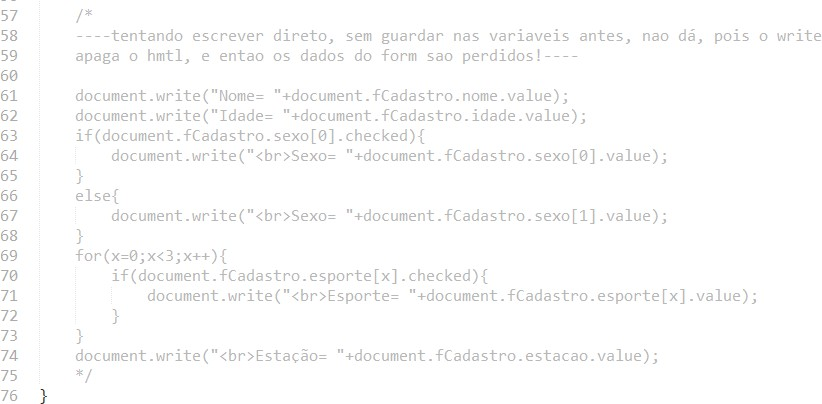 57 /*
58 ----tentando escrever direto, sem guardar nas variaveis antes, nao dá, pois o write
59 apaga o hmtl, e entao os dados do form sao perdidos!----
60
61 document.write("Nome= "+document.fCadastro.nome.value);
62 document.write("Idade= "+document.fCadastro.idade.value);
63 if(document.fCadastro.sexo[0].checked){
64 document.write("<br>Sexo= "+document.fCadastro.sexo[0].value);
65 }
66 else{
67 document.write("<br>Sexo= "+document.fCadastro.sexo[1].value);
68 }
69 for(x=0;x<3;x++){
70 if(document.fCadastro.esporte[x].checked){
71 document.write("<br>Esporte= "+document.fCadastro.esporte[x].value);
72 }
73 }
74 document.write("<br>Estação= "+document.fCadastro.estacao.value);
75 */
76 }